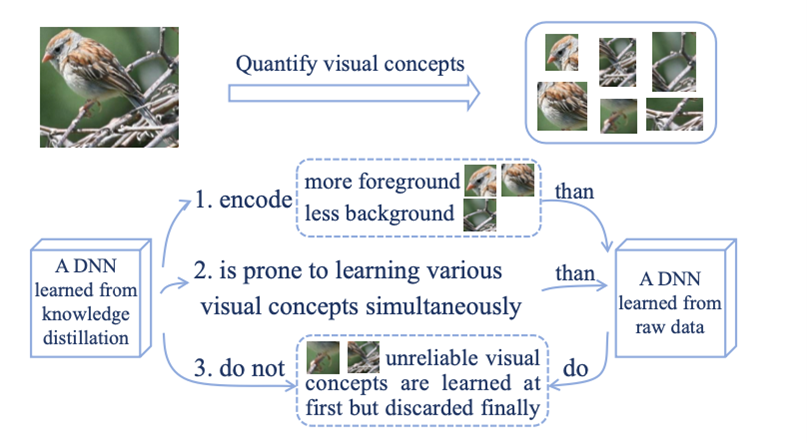 Quantify visual concepts
1. encode
more foreground
less background
than
A DNN
learned from
knowledge
distillation
2. is prone to learning various
visual concepts simultaneously
than
A DNN
learned from
raw data
3. do not
unreliable visual
concepts are learned at
first but discarded finally
do